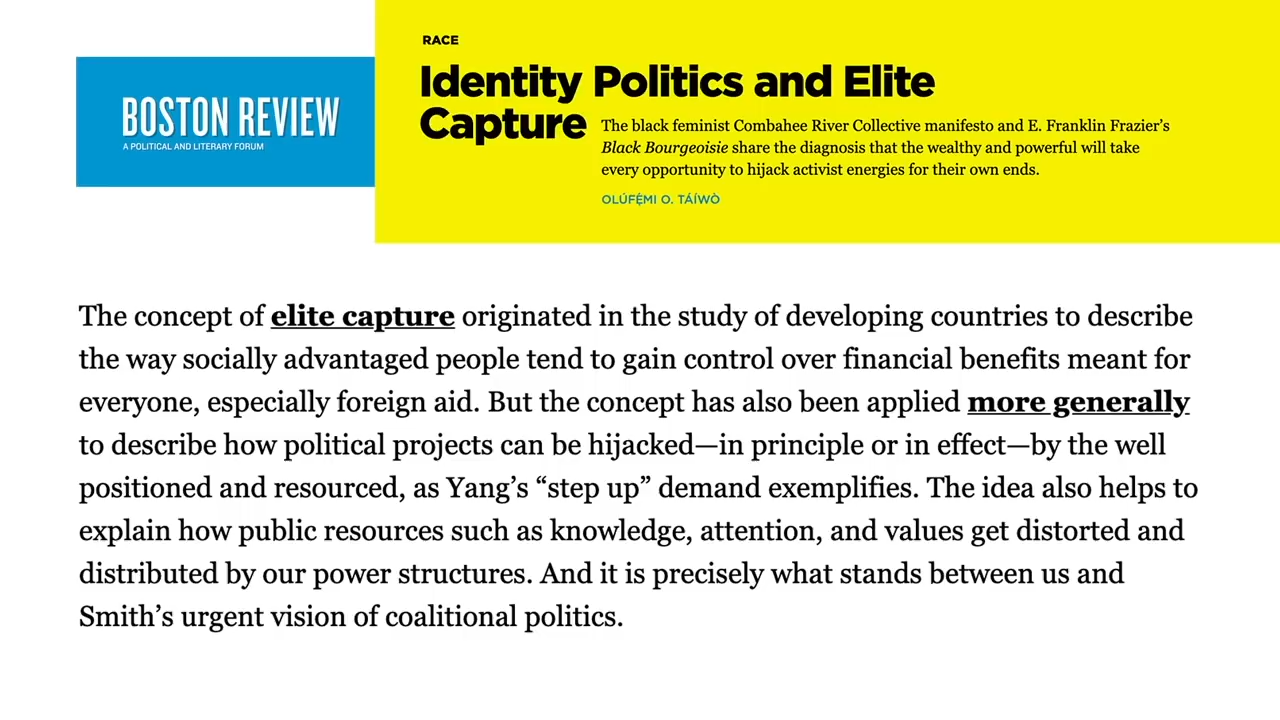 BOSTON REVIEW
A POLITICAL AND LITERARY FORUM
RACE
Identity Politics and Elite
Capture
The black feminist Combahee River Collective manifesto and E. Franklin Frazier’s
Black Bourgeoisie share the diagnosis that the wealthy and powerful will take
every opportunity to hijack activist energies for their own ends.
OLÚFẸ́MI O. TÁÍWÒ
The concept of elite capture originated in the study of developing countries to describe
the way socially advantaged people tend to gain control over financial benefits meant for
everyone, especially foreign aid. But the concept has also been applied more generally
to describe how political projects can be hijacked—in principle or in effect—by the well
positioned and resourced, as Yang’s “step up” demand exemplifies. The idea also helps to
explain how public resources such as knowledge, attention, and values get distorted and
distributed by our power structures. And it is precisely what stands between us and
Smith’s urgent vision of coalitional politics.